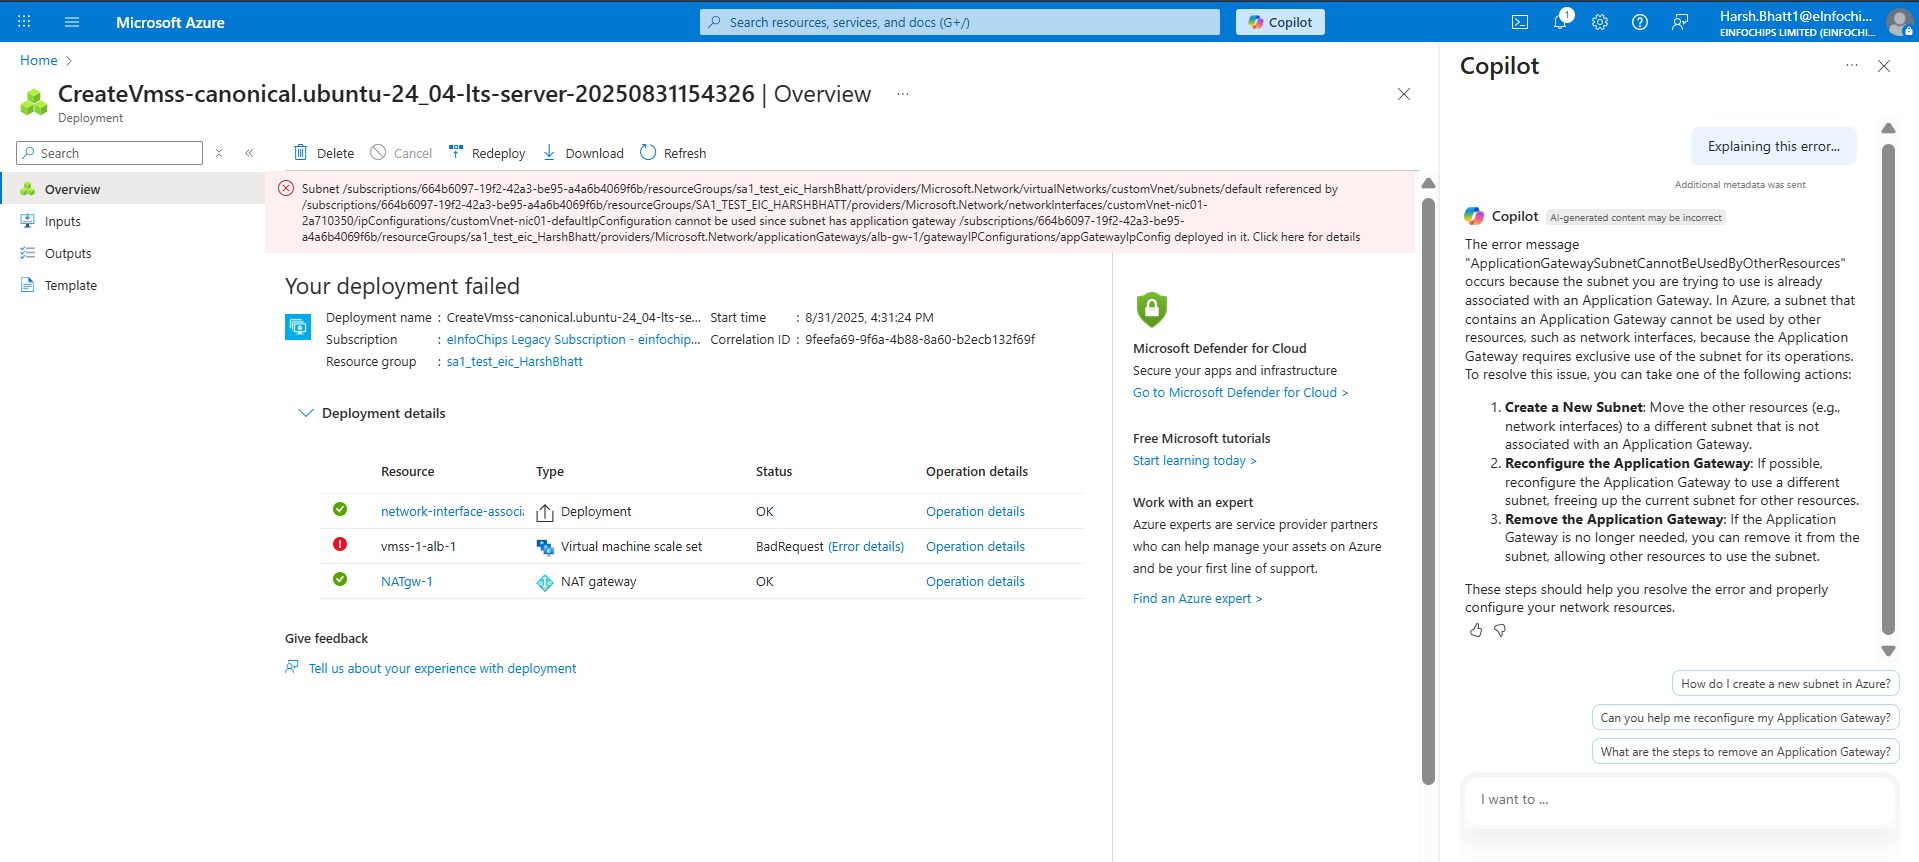 Microsoft Azure
Search resources, services, and docs (G+/)
Copilot
1
Harsh.Bhatt1@eInfochi...
EINFOCHIPS LIMITED (EINFOCHI...
Home >
CreateVmss-canonical.ubuntu-24_04-lts-server-20250831154326 | Overview ...
Deployment
Search
Delete
Cancel
Redeploy
Download
Refresh
Overview
Inputs
Outputs
Template
Subnet /subscriptions/664b6097-19f2-42a3-be95-a4a6b4069f6b/resourceGroups/sa1_test_eic_HarshBhatt/providers/Microsoft.Network/virtualNetworks/customVnet/subnets/default referenced by
/subscriptions/664b6097-19f2-42a3-be95-a4a6b4069f6b/resourceGroups/SA1_TEST_EIC_HARSHBHATT/providers/Microsoft.Network/networkInterfaces/customVnet-nic01-
2a710350/ipConfigurations/customVnet-nic01-defaultIpConfiguration cannot be used since subnet has application gateway /subscriptions/664b6097-19f2-42a3-be95-
a4a6b4069f6b/resourceGroups/sa1_test_eic_HarshBhatt/providers/Microsoft.Network/applicationGateways/alb-gw-1/gatewayIPConfigurations/appGatewayIpConfig deployed in it. Click here for details
Your deployment failed
Deployment name : CreateVmss-canonical.ubuntu-24_04-lts-se...
Subscription : eInfoChips Legacy Subscription - einfochip...
Resource group : sa1_test_eic_HarshBhatt
Start time : 8/31/2025, 4:31:24 PM
Correlation ID : 9feefa69-9f6a-4b88-8a60-b2ecb132f69f
Deployment details
Resource Type Status Operation details
network-interface-associa Deployment OK Operation details
vmss-1-alb-1 Virtual machine scale set BadRequest (Error details) Operation details
NATgw-1 NAT gateway OK Operation details
Give feedback
Tell us about your experience with deployment
Microsoft Defender for Cloud
Secure your apps and infrastructure
Go to Microsoft Defender for Cloud >
Free Microsoft tutorials
Start learning today >
Work with an expert
Azure experts are service provider partners
who can help manage your assets on Azure
and be your first line of support.
Find an Azure expert >
Copilot ...
Explaining this error...
Additional metadata was sent
Copilot AI-generated content may be incorrect
The error message
"ApplicationGatewaySubnetCannotBeUsedByOtherResources"
occurs because the subnet you are trying to use is already
associated with an Application Gateway. In Azure, a subnet that
contains an Application Gateway cannot be used by other
resources, such as network interfaces, because the Application
Gateway requires exclusive use of the subnet for its operations.
To resolve this issue, you can take one of the following actions:
1. Create a New Subnet: Move the other resources (e.g.,
network interfaces) to a different subnet that is not
associated with an Application Gateway.
2. Reconfigure the Application Gateway: If possible,
reconfigure the Application Gateway to use a different
subnet, freeing up the current subnet for other resources.
3. Remove the Application Gateway: If the Application
Gateway is no longer needed, you can remove it from the
subnet, allowing other resources to use the subnet.
These steps should help you resolve the error and properly
configure your network resources.
How do I create a new subnet in Azure?
Can you help me reconfigure my Application Gateway?
What are the steps to remove an Application Gateway?
I want to ...